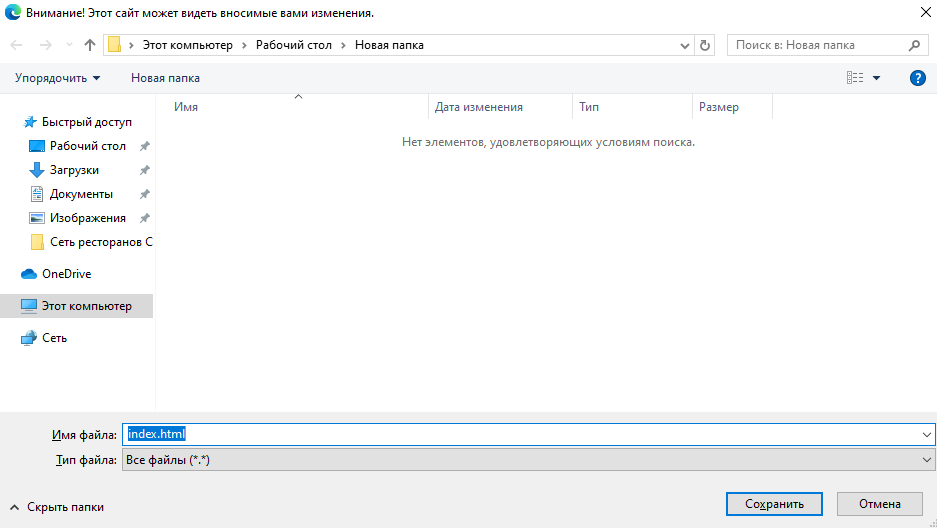 Внимание! Этот сайт может видеть вносимые вами изменения.
Этот компьютер > Рабочий стол > Новая папка
Поиск в: Новая папка
Упорядочить
Новая папка
Имя
Дата изменения
Тип
Размер
Нет элементов, удовлетворяющих условиям поиска.
Быстрый доступ
Рабочий стол
Загрузки
Документы
Изображения
Сеть ресторанов С
OneDrive
Этот компьютер
Сеть
Имя файла: index.html
Тип файла: Все файлы (*.*)
Скрыть папки
Сохранить
Отмена